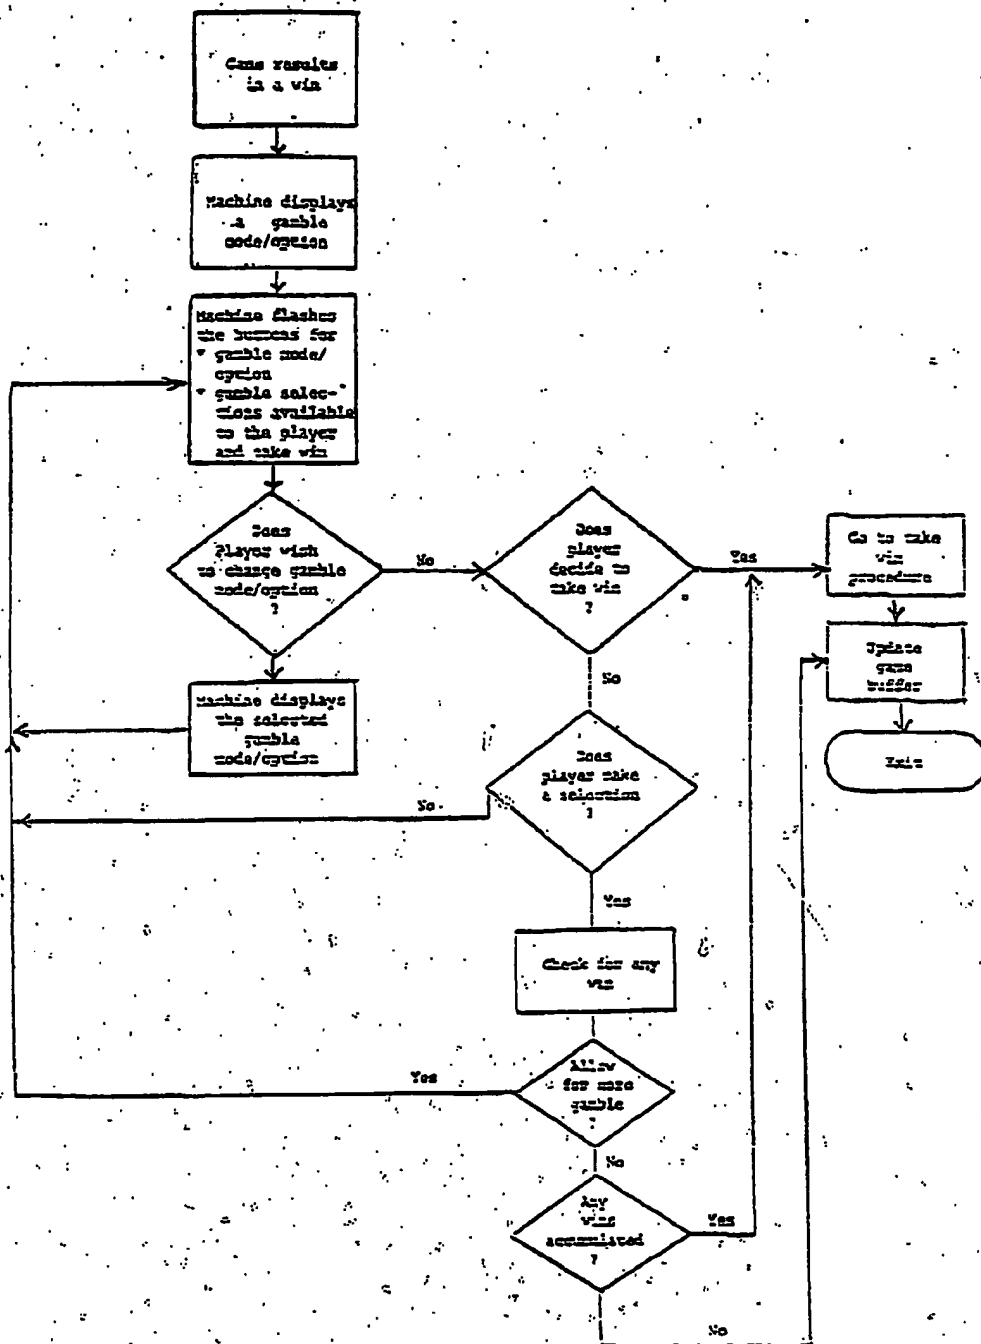 Game results
in a win
Machine displays
a gamble
mode/option
Machine flashes
the buttons for
* gamble mode/
option
* gamble selec-
tions available
to the player
and take win
Does
Player wish
to change gamble
mode/option
?
No
Does
player
decide to
take win
?
Yes
Go to take
win
procedure
Update
game
buffer
Exit
No
Machine displays
the selected
gamble
mode/option
Does
player make
a selection
?
No
Yes
Check for any
win
Allow
for more
gamble
?
Yes
No
Any
wins
accumulated
?
Yes
No